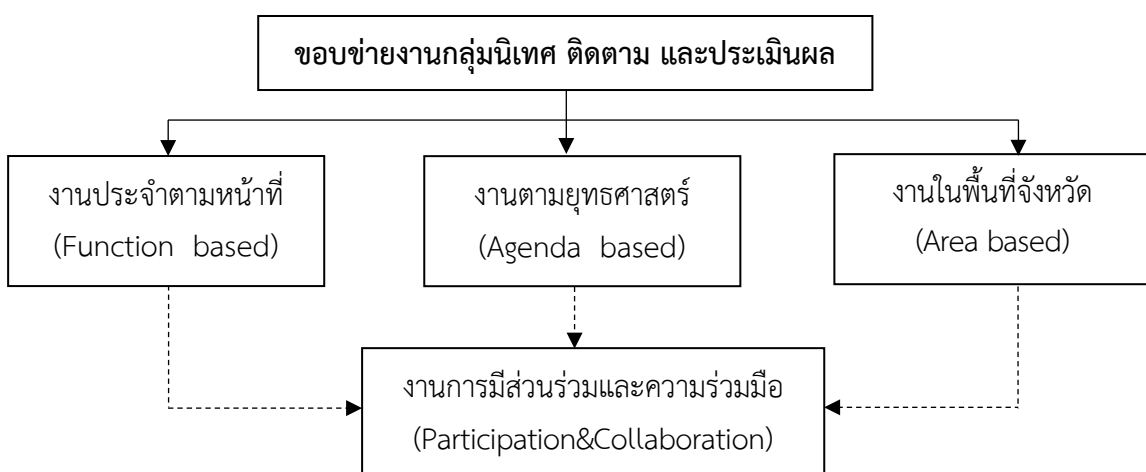 ขอบข่ายงานกลุ่มนิเทศ ติดตาม และประเมินผล
งานประจำตามหน้าที่
(Function based)
งานตามยุทธศาสตร์
(Agenda based)
งานในพื้นที่จังหวัด
(Area based)
งานการมีส่วนร่วมและความร่วมมือ
(Participation&Collaboration)